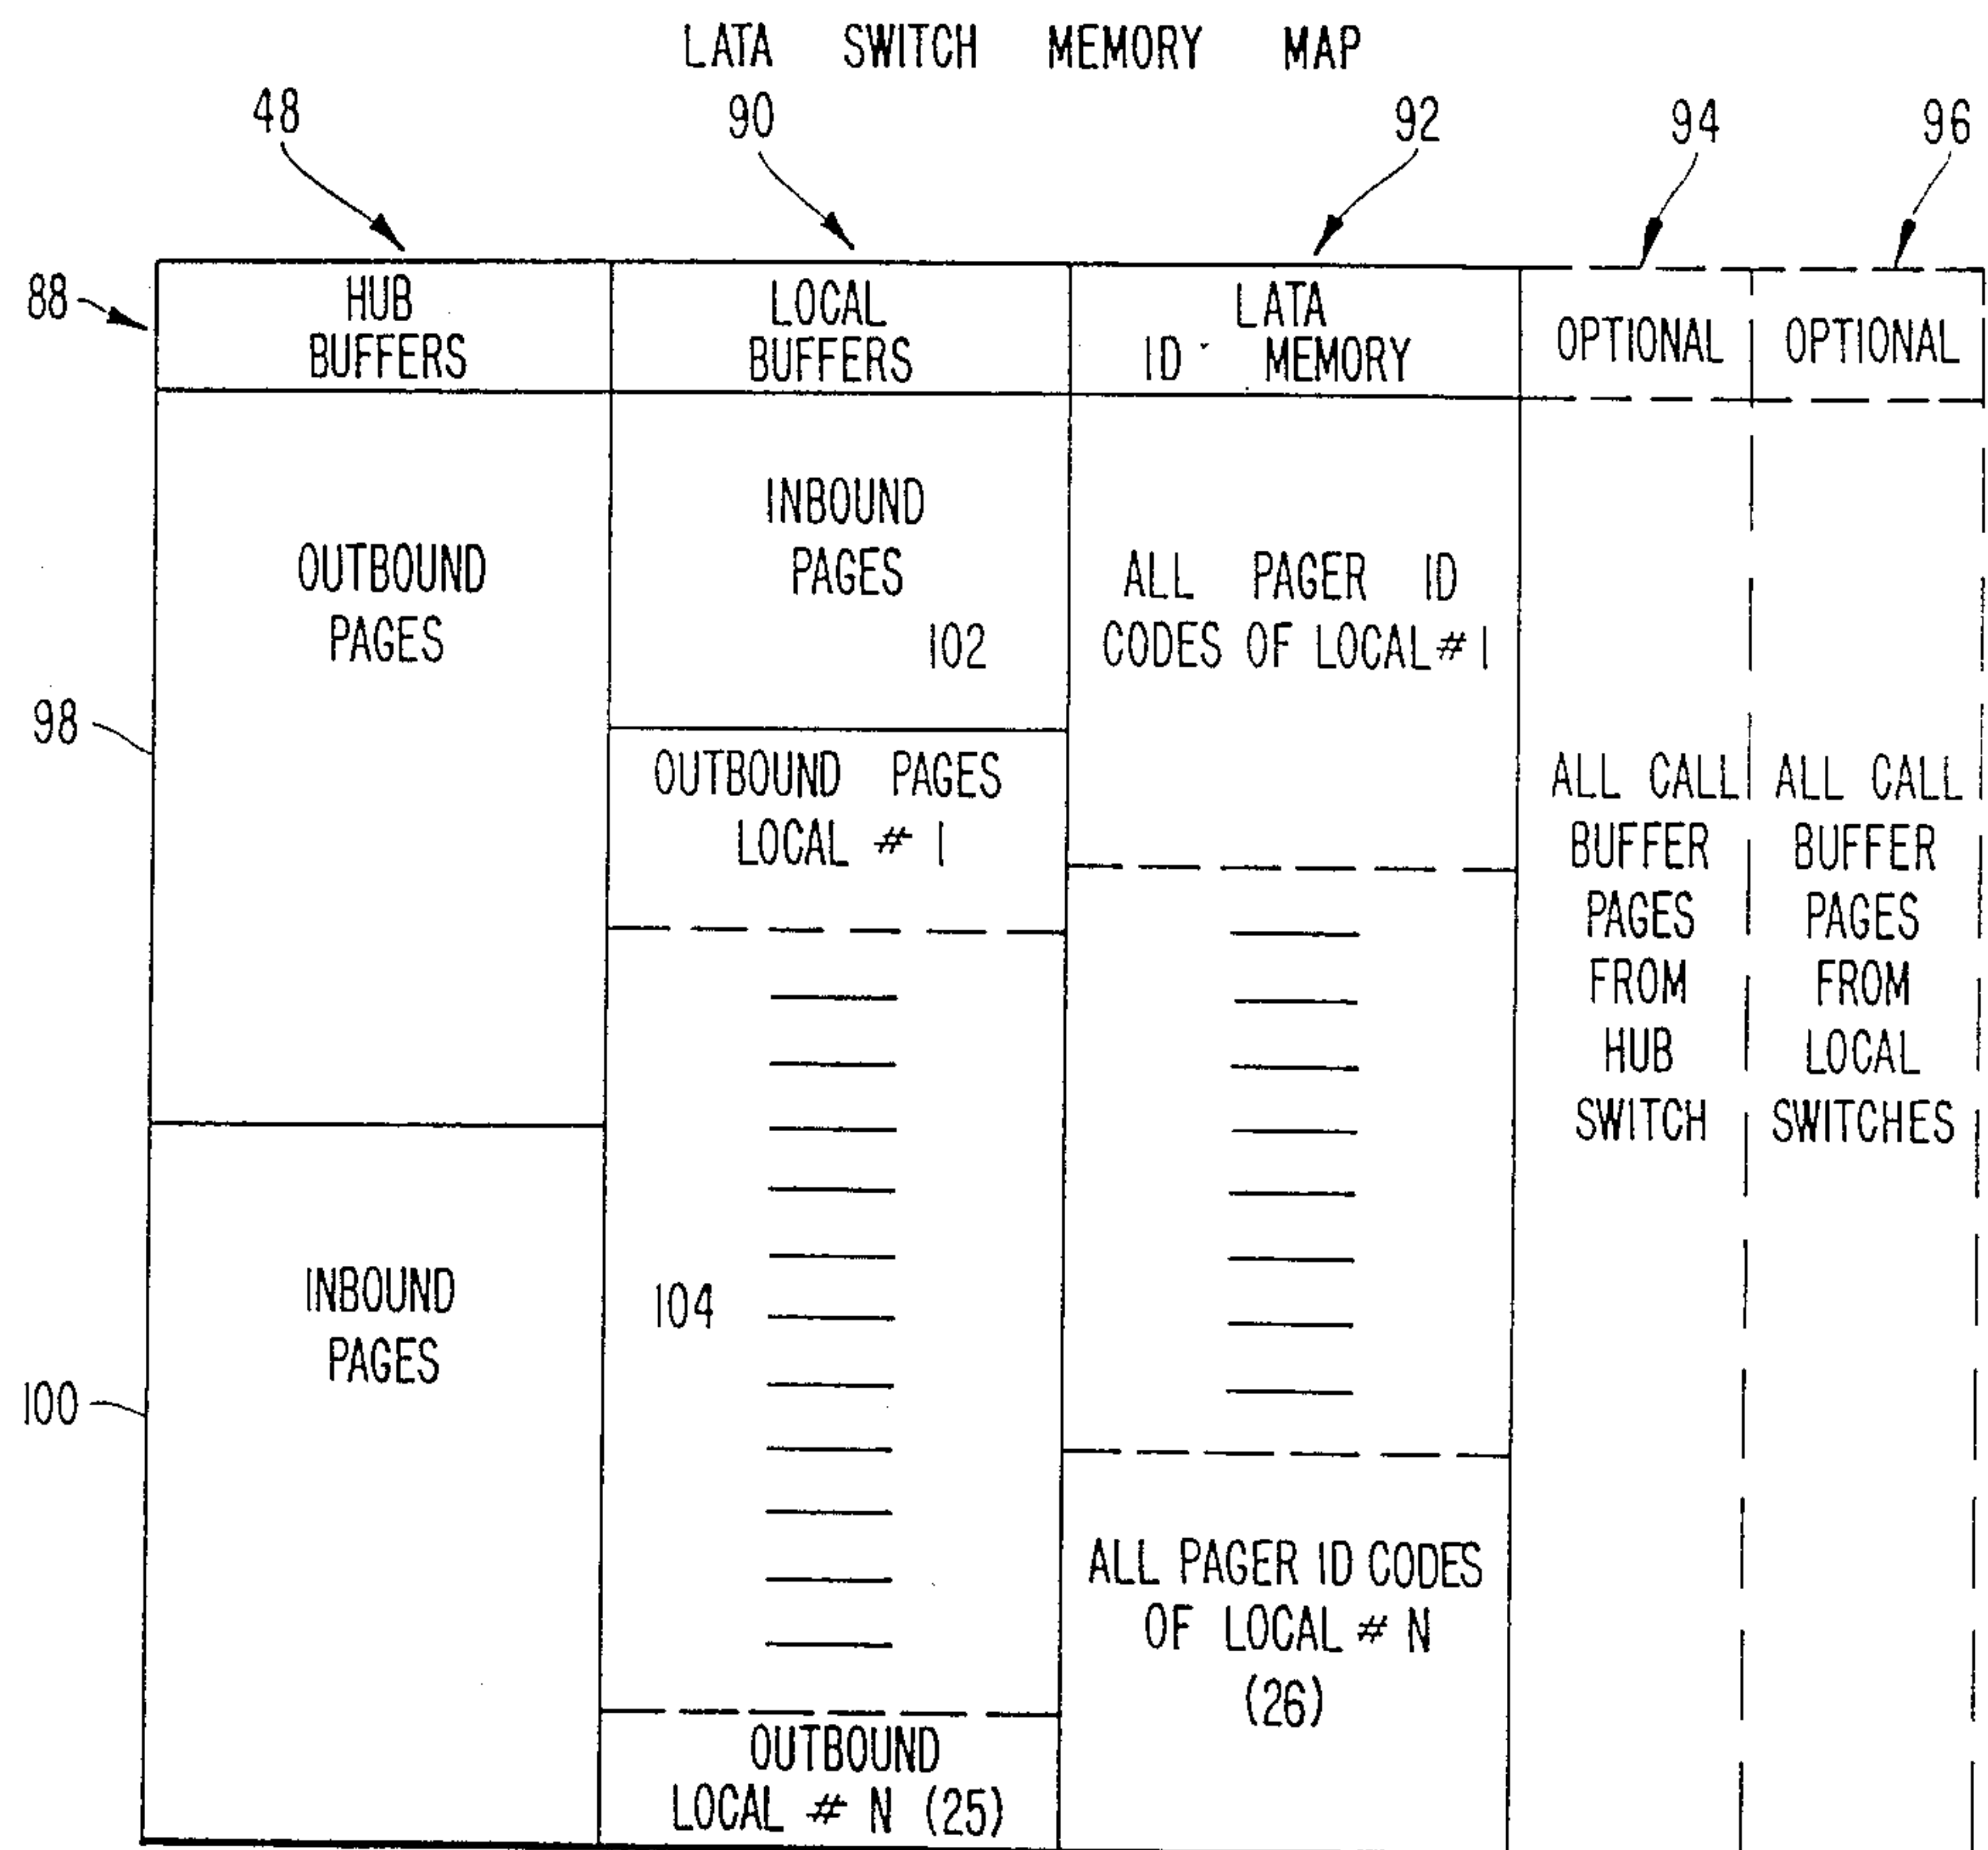 LATA SWITCH MEMORY MAP
48
90
92
94
96
88
HUB
BUFFERS
LOCAL
BUFFERS
LATA
ID MEMORY
OPTIONAL
OPTIONAL
OUTBOUND
PAGES
98
INBOUND
PAGES
100
INBOUND
PAGES
102
OUTBOUND PAGES
LOCAL # 1
104
OUTBOUND
LOCAL # N (25)
ALL PAGER ID
CODES OF LOCAL # 1
ALL PAGER ID CODES
OF LOCAL # N
(26)
ALL CALL
BUFFER
PAGES
FROM
HUB
SWITCH
ALL CALL
BUFFER
PAGES
FROM
LOCAL
SWITCHES